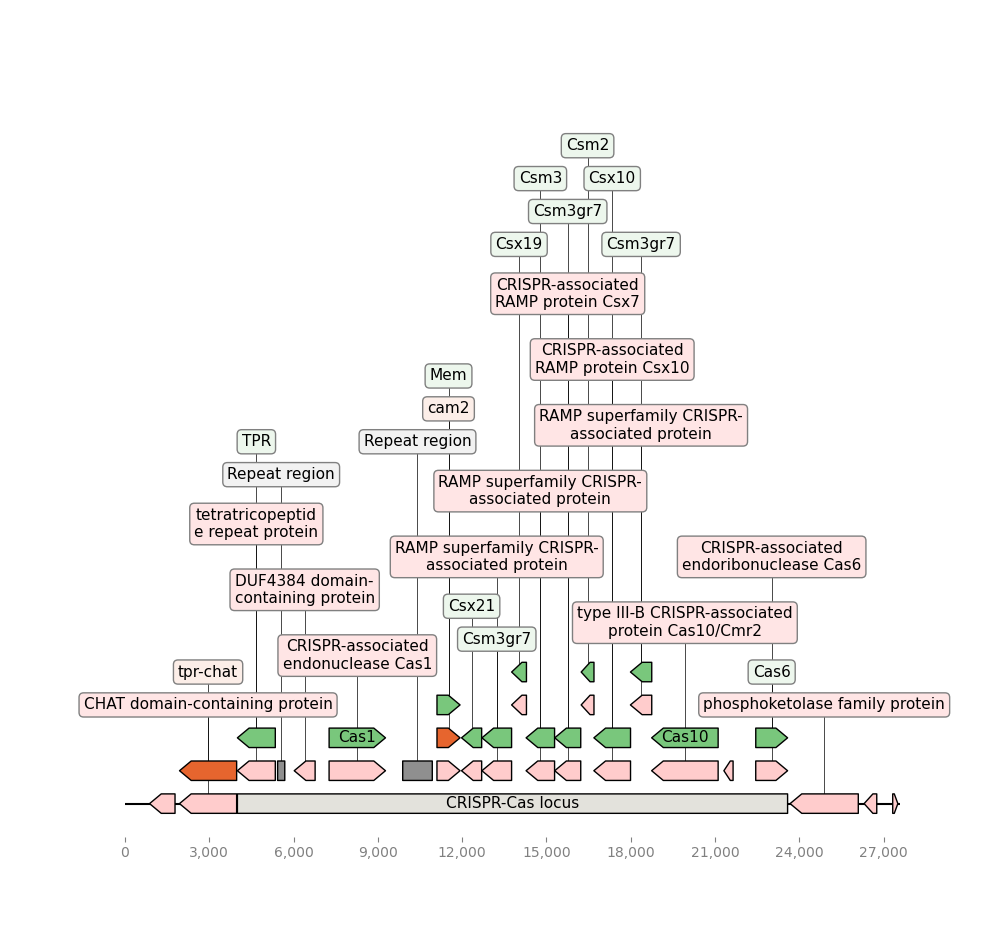 Csm2
Csm3
Csx10
Csm3gr7
Csx19
Csm3gr7
CRISPR-associated
RAMP protein Csx7
CRISPR-associated
RAMP protein Csx10
Mem
cam2
RAMP superfamily CRISPR-
associated protein
TPR
Repeat region
Repeat region
RAMP superfamily CRISPR-
associated protein
tetratricopeptid
e repeat protein
RAMP superfamily CRISPR-
associated protein
CRISPR-associated
endoribonuclease Cas6
DUF4384 domain-
containing protein
Csx21
type III-B CRISPR-associated
protein Cas10/Cmr2
Csm3gr7
CRISPR-associated
endonuclease Cas1
tpr-chat
Cas6
CHAT domain-containing protein
phosphoketolase family protein
Cas1
Cas10
CRISPR-Cas locus
0
3,000
6,000
9,000
12,000
15,000
18,000
21,000
24,000
27,000